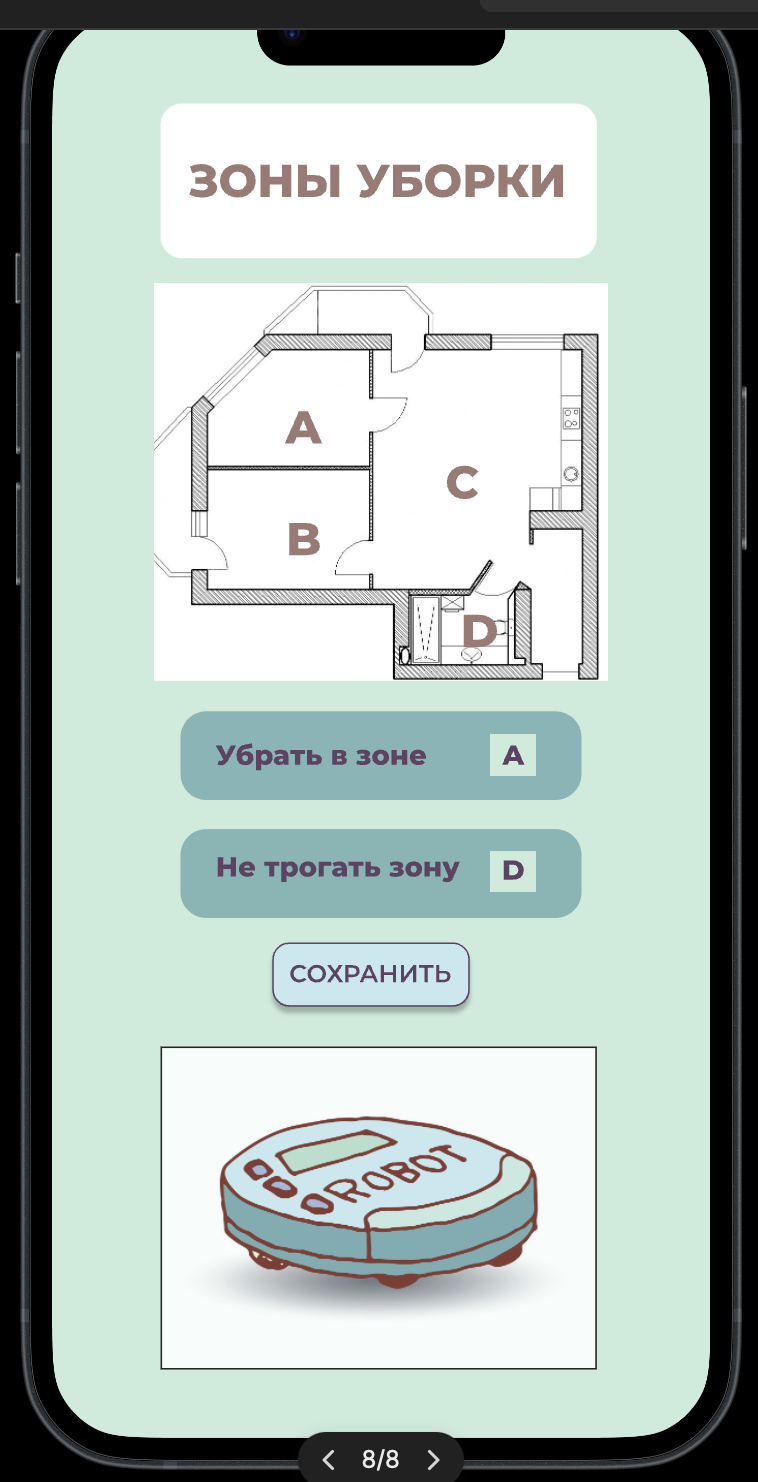 ЗОНЫ УБОРКИ
A
C
B
D
Убрать в зоне A
Не трогать зону D
СОХРАНИТЬ
ROBOT
8/8